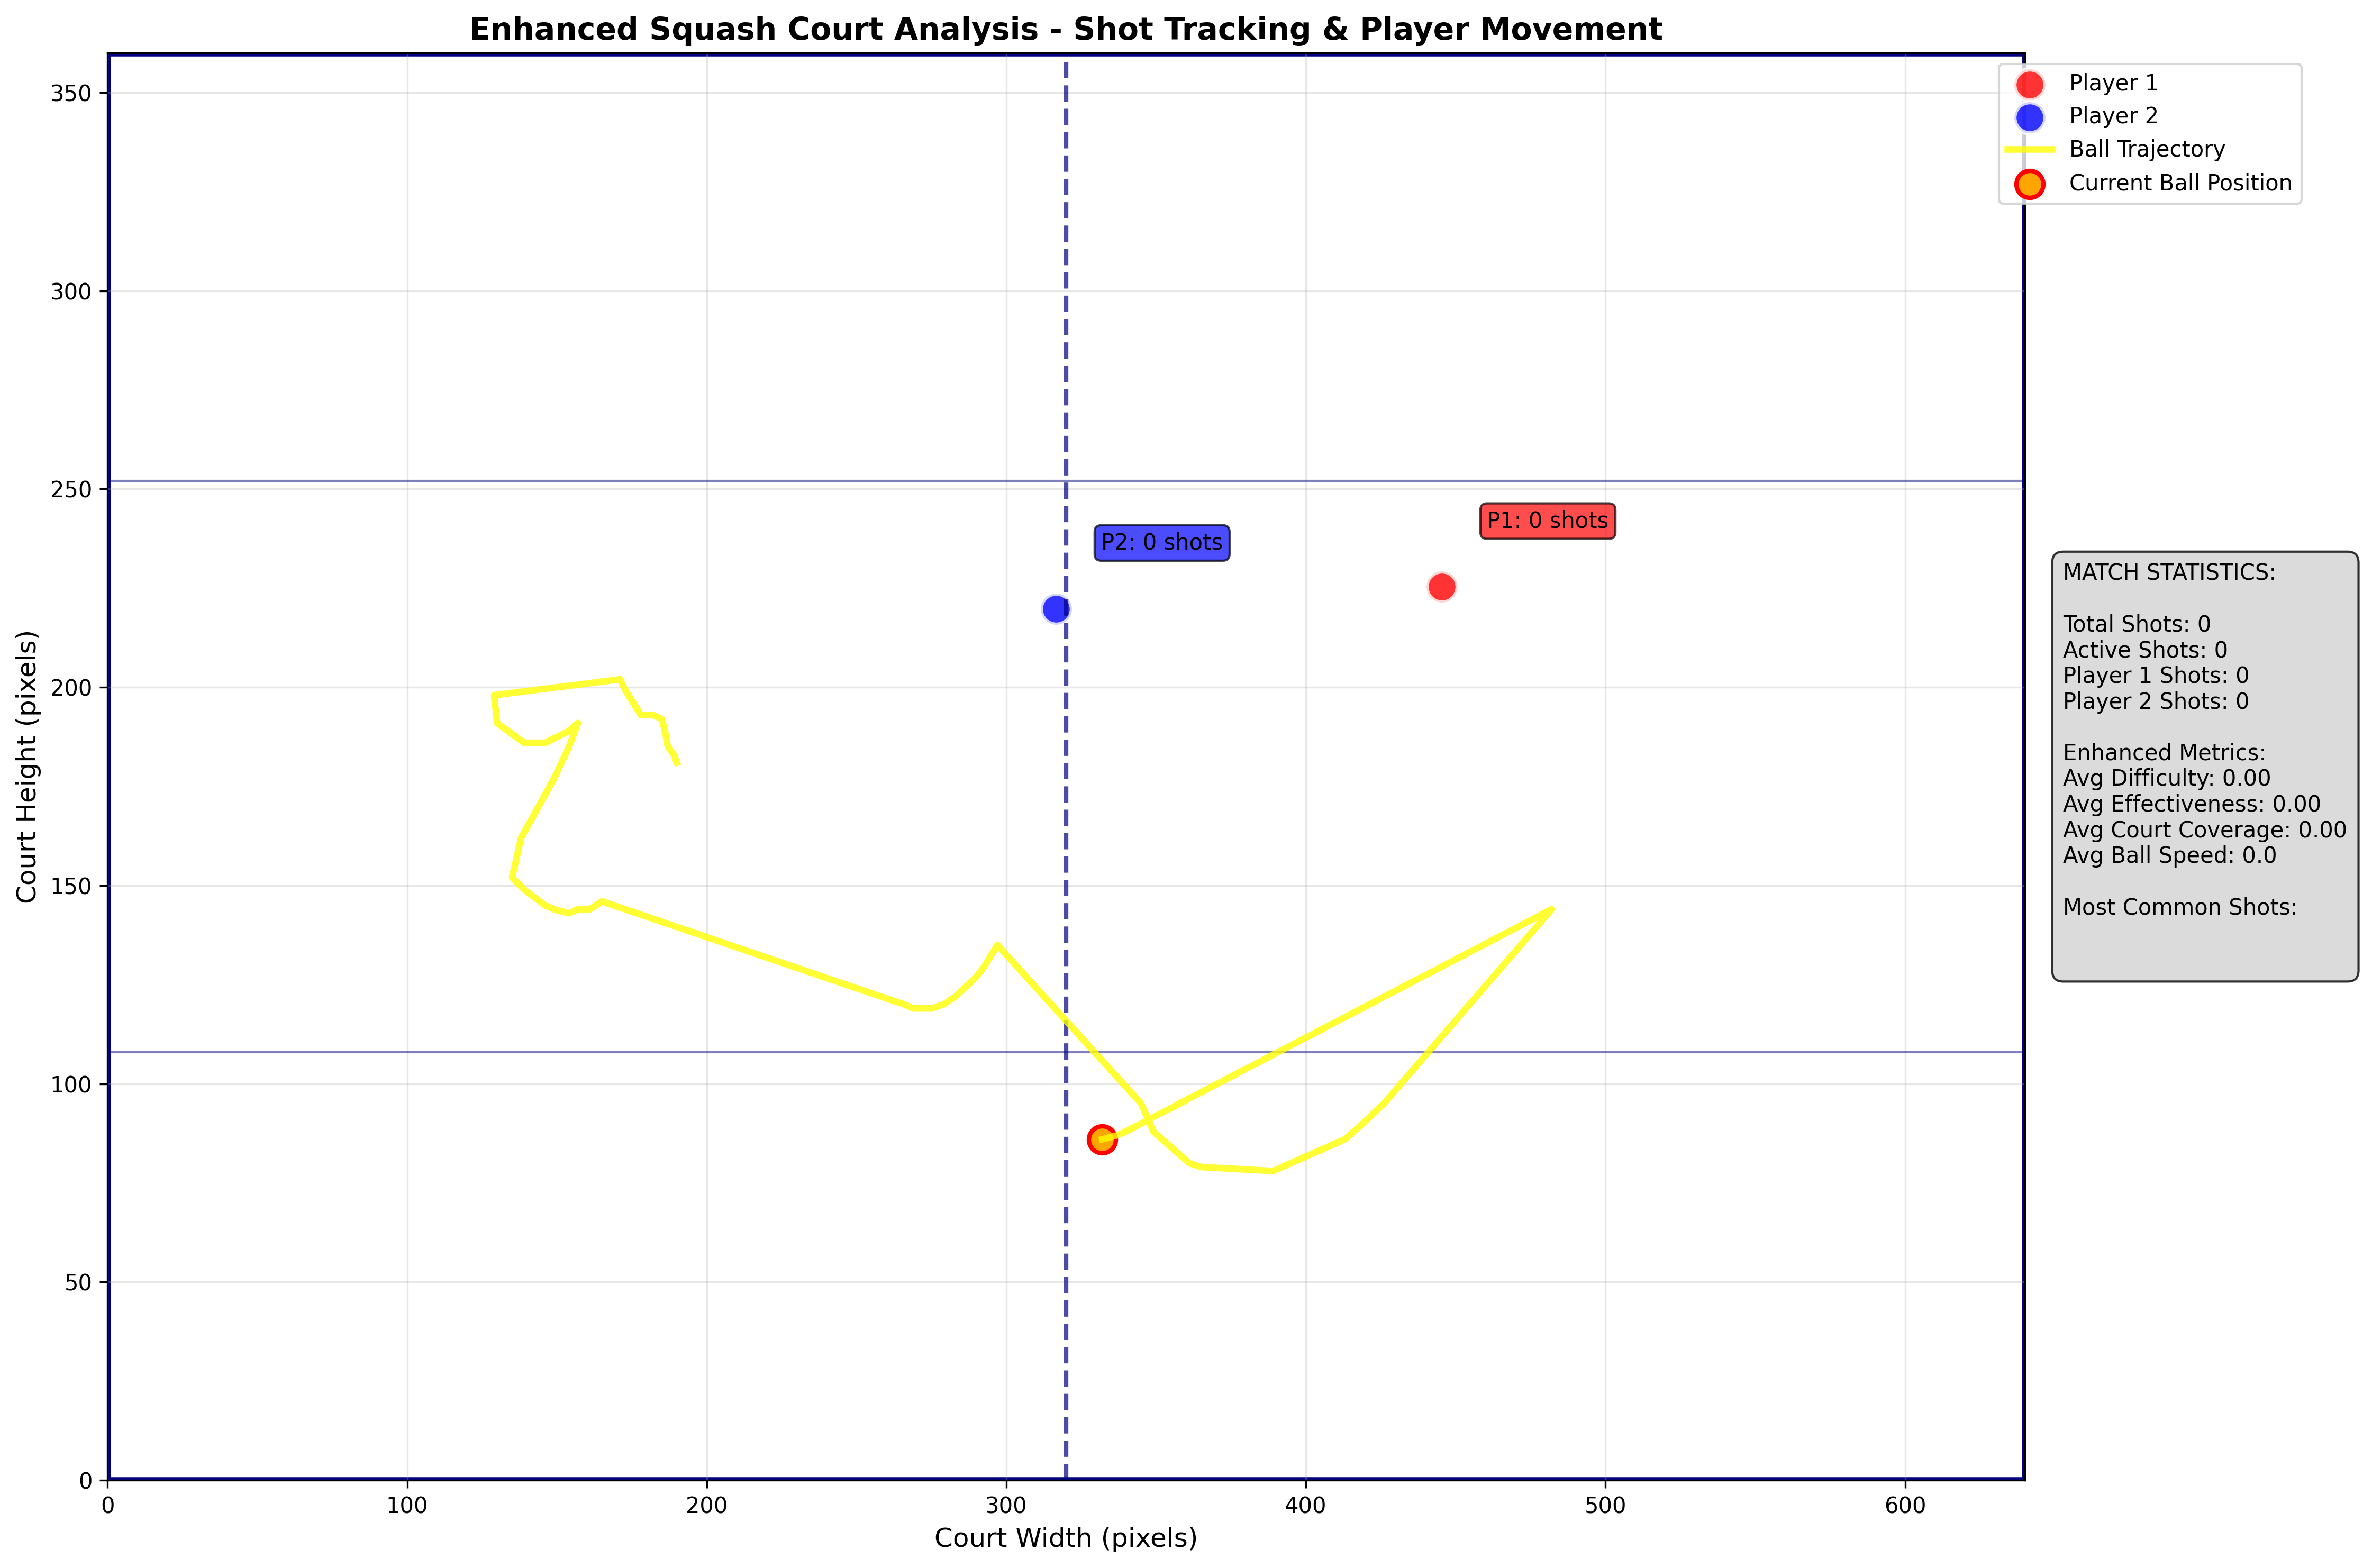 Enhanced Squash Court Analysis - Shot Tracking & Player Movement
Player 1
Player 2
Ball Trajectory
Current Ball Position
350
300
250
200
150
100
50
0
Court Height (pixels)
P1: 0 shots
P2: 0 shots
MATCH STATISTICS:
Total Shots: 0
Active Shots: 0
Player 1 Shots: 0
Player 2 Shots: 0
Enhanced Metrics:
Avg Difficulty: 0.00
Avg Effectiveness: 0.00
Avg Court Coverage: 0.00
Avg Ball Speed: 0.0
Most Common Shots:
0 100 200 300 400 500 600
Court Width (pixels)